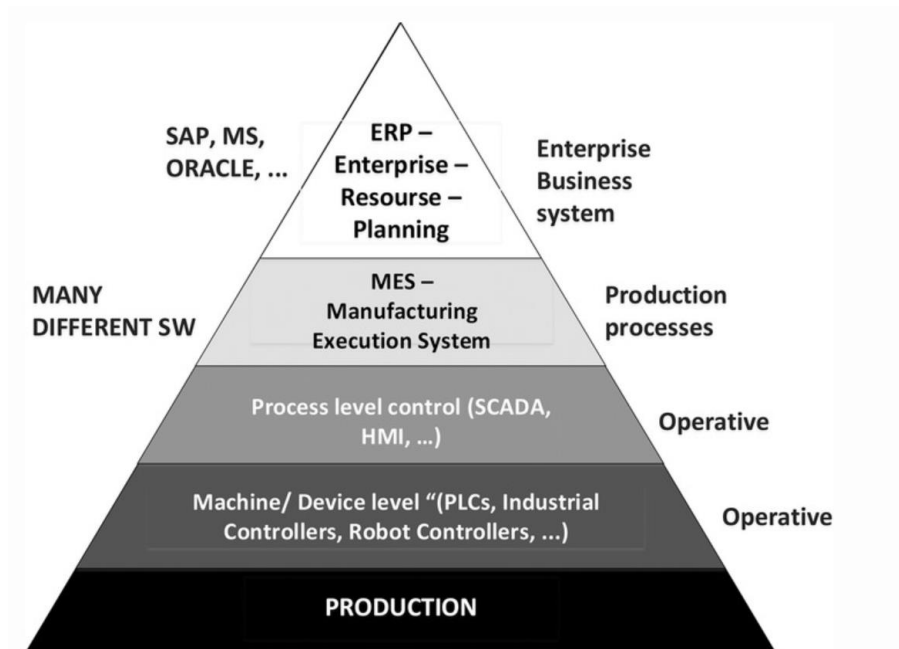 SAP, MS,
ORACLE, ...
ERP –
Enterprise –
Resourse –
Planning
Enterprise
Business
system
MANY
DIFFERENT SW
MES –
Manufacturing
Execution System
Production
processes
Process level control (SCADA,
HMI, ...)
Operative
Machine/ Device level “(PLCs, Industrial
Controllers, Robot Controllers, ...)
Operative
PRODUCTION